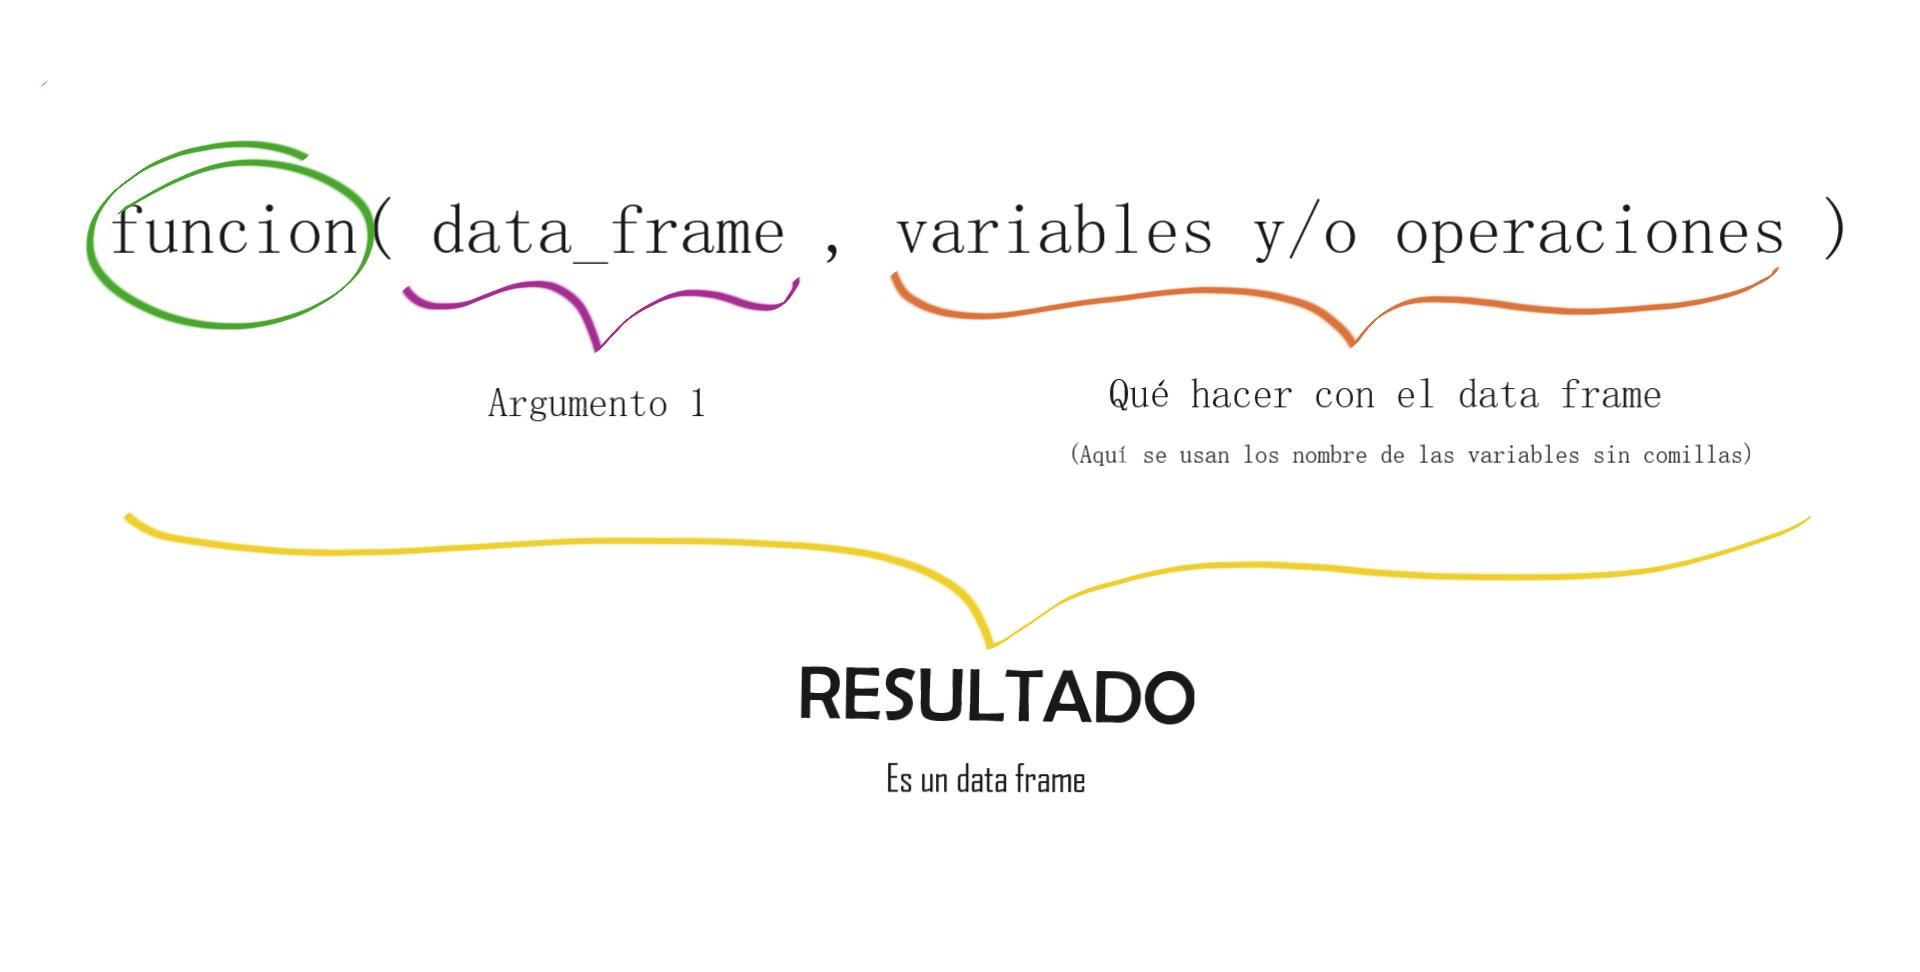 funcion( data_frame , variables y/o operaciones )
Argumento 1
Qué hacer con el data frame
(Aquí se usan los nombre de las variables sin comillas)
RESULTADO
Es un data frame